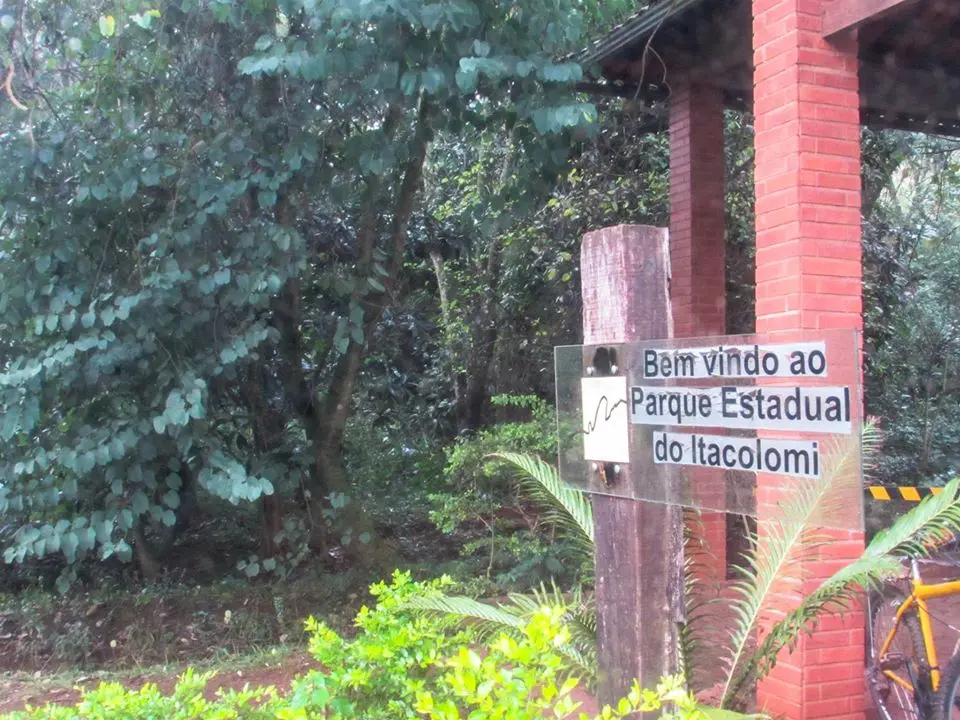 Bem vindo ao
Parque Estadual
do Itacolomi